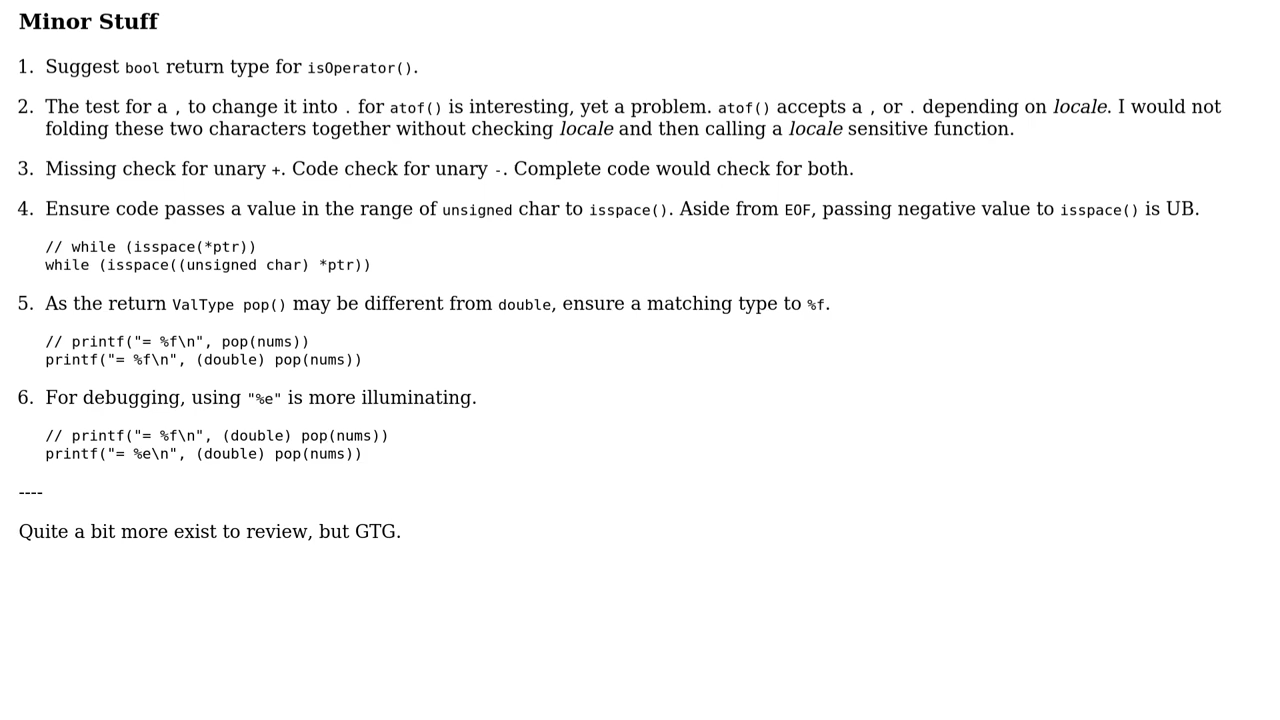 Minor Stuff
1. Suggest bool return type for isOperator().
2. The test for a , to change it into . for atof() is interesting, yet a problem. atof() accepts a , or . depending on locale. I would not
folding these two characters together without checking locale and then calling a locale sensitive function.
3. Missing check for unary +. Code check for unary -. Complete code would check for both.
4. Ensure code passes a value in the range of unsigned char to isspace(). Aside from EOF, passing negative value to isspace() is UB.
// while (isspace(*ptr))
while (isspace((unsigned char) *ptr))
5. As the return ValType pop() may be different from double, ensure a matching type to %f.
// printf("= %f\n", pop(nums))
printf("= %f\n", (double) pop(nums))
6. For debugging, using "%e" is more illuminating.
// printf("= %f\n", (double) pop(nums))
printf("= %e\n", (double) pop(nums))
----
Quite a bit more exist to review, but GTG.